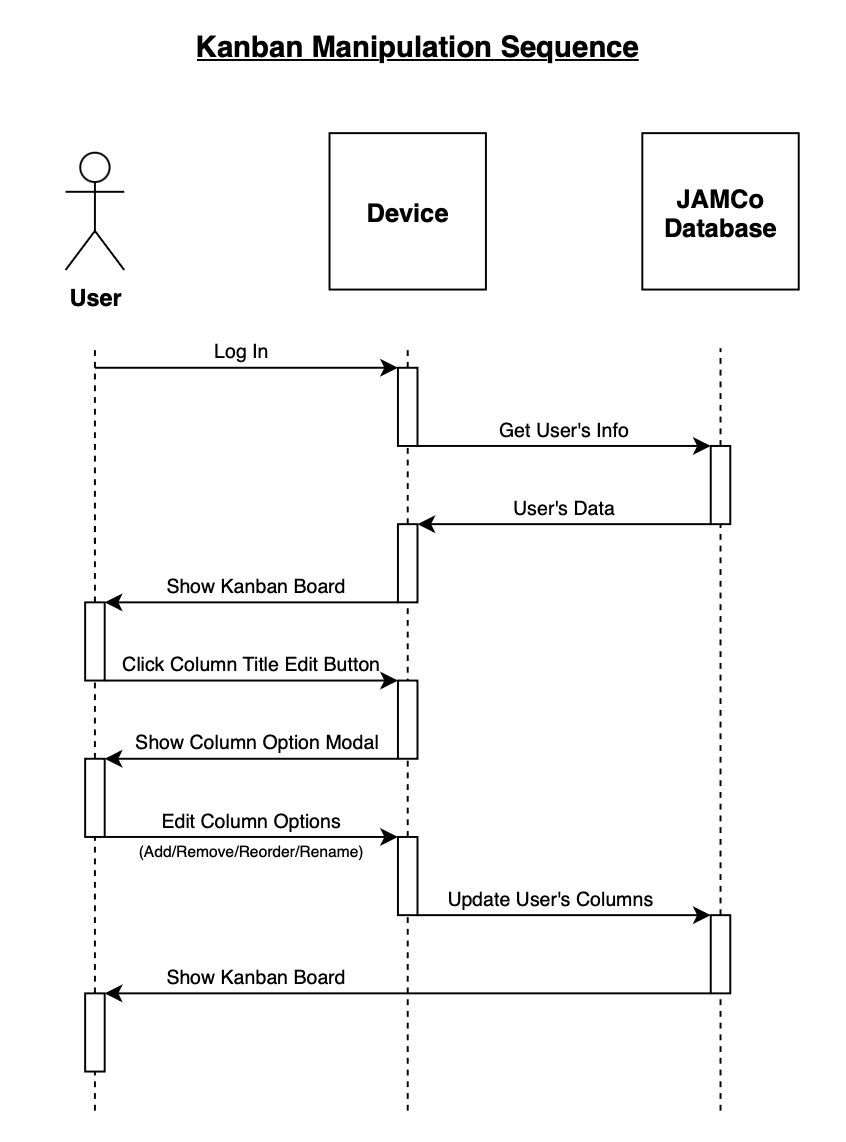 Kanban Manipulation Sequence
Device
JAMCo
Database
User
Log In
Get User's Info
User's Data
Show Kanban Board
Click Column Title Edit Button
Show Column Option Modal
Edit Column Options
(Add/Remove/Reorder/Rename)
Update User's Columns
Show Kanban Board